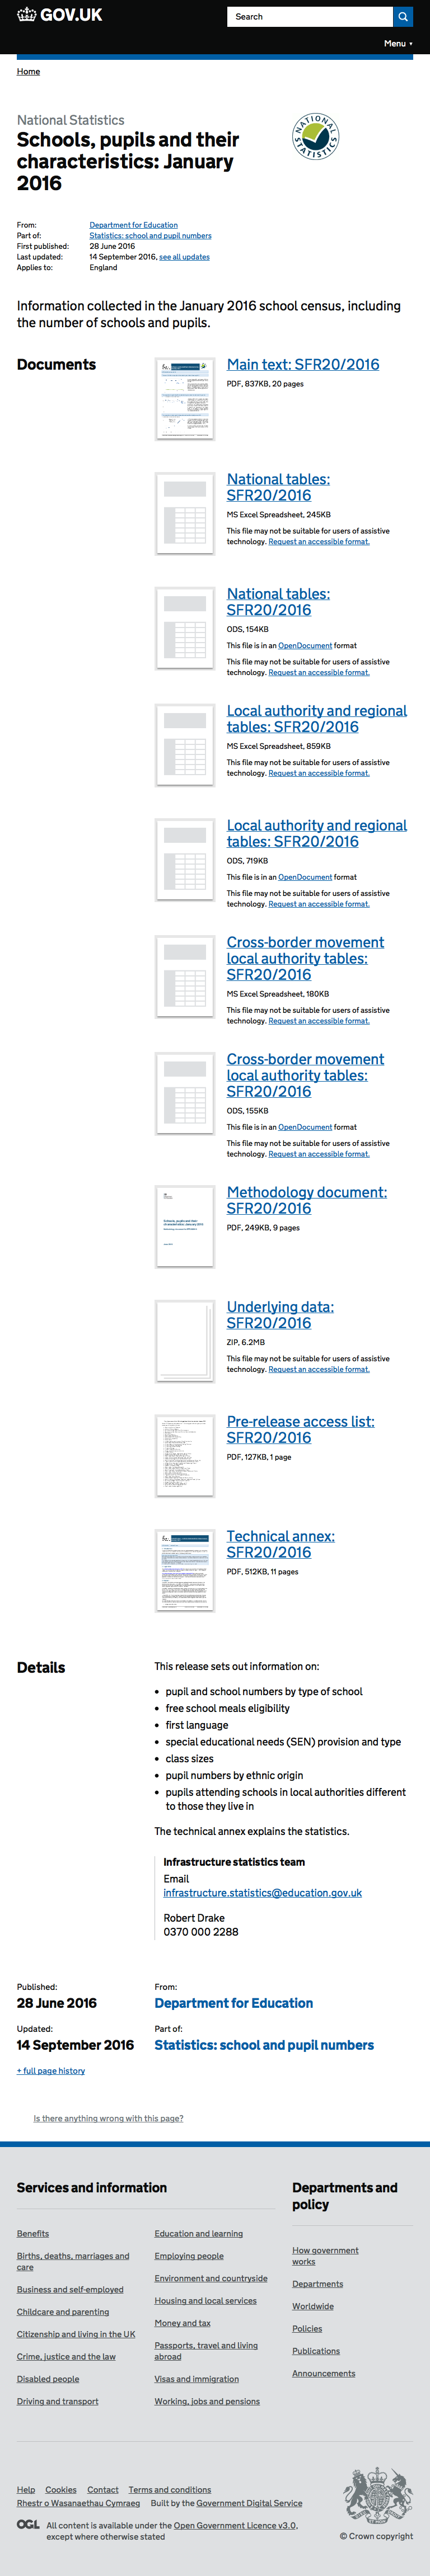 GOV.UK
Search
Menu ▼
Home
National Statistics
Schools, pupils and their
characteristics: January
2016
NATIONAL STATISTICS
From: Department for Education
Part of: Statistics: school and pupil numbers
First published: 28 June 2016
Last updated: 14 September 2016, see all updates
Applies to: England
Information collected in the January 2016 school census, including
the number of schools and pupils.
Documents
Main text: SFR20/2016
PDF, 837KB, 20 pages
National tables:
SFR20/2016
MS Excel Spreadsheet, 245KB
This file may not be suitable for users of assistive
technology. Request an accessible format.
National tables:
SFR20/2016
ODS, 154KB
This file is in an OpenDocument format
This file may not be suitable for users of assistive
technology. Request an accessible format.
Local authority and regional
tables: SFR20/2016
MS Excel Spreadsheet, 859KB
This file may not be suitable for users of assistive
technology. Request an accessible format.
Local authority and regional
tables: SFR20/2016
ODS, 719KB
This file is in an OpenDocument format
This file may not be suitable for users of assistive
technology. Request an accessible format.
Cross-border movement
local authority tables:
SFR20/2016
MS Excel Spreadsheet, 180KB
This file may not be suitable for users of assistive
technology. Request an accessible format.
Cross-border movement
local authority tables:
SFR20/2016
ODS, 155KB
This file is in an OpenDocument format
This file may not be suitable for users of assistive
technology. Request an accessible format.
Methodology document:
SFR20/2016
PDF, 249KB, 9 pages
Underlying data:
SFR20/2016
ZIP, 6.2MB
This file may not be suitable for users of assistive
technology. Request an accessible format.
Pre-release access list:
SFR20/2016
PDF, 127KB, 1 page
Technical annex:
SFR20/2016
PDF, 512KB, 11 pages
Details
This release sets out information on:
• pupil and school numbers by type of school
• free school meals eligibility
• first language
• special educational needs (SEN) provision and type
• class sizes
• pupil numbers by ethnic origin
• pupils attending schools in local authorities different
to those they live in
The technical annex explains the statistics.
Infrastructure statistics team
Email
infrastructure.statistics@education.gov.uk
Robert Drake
0370 000 2288
Published:
28 June 2016
From:
Department for Education
Updated:
14 September 2016
Part of:
Statistics: school and pupil numbers
+ full page history
Is there anything wrong with this page?
Services and information
Benefits
Births, deaths, marriages and
care
Business and self-employed
Childcare and parenting
Citizenship and living in the UK
Crime, justice and the law
Disabled people
Driving and transport
Education and learning
Employing people
Environment and countryside
Housing and local services
Money and tax
Passports, travel and living
abroad
Visas and immigration
Working, jobs and pensions
Departments and
policy
How government
works
Departments
Worldwide
Policies
Publications
Announcements
Help Cookies Contact Terms and conditions
Rhestr o Wasanaethau Cymraeg Built by the Government Digital Service
OGL All content is available under the Open Government Licence v3.0,
except where otherwise stated
© Crown copyright